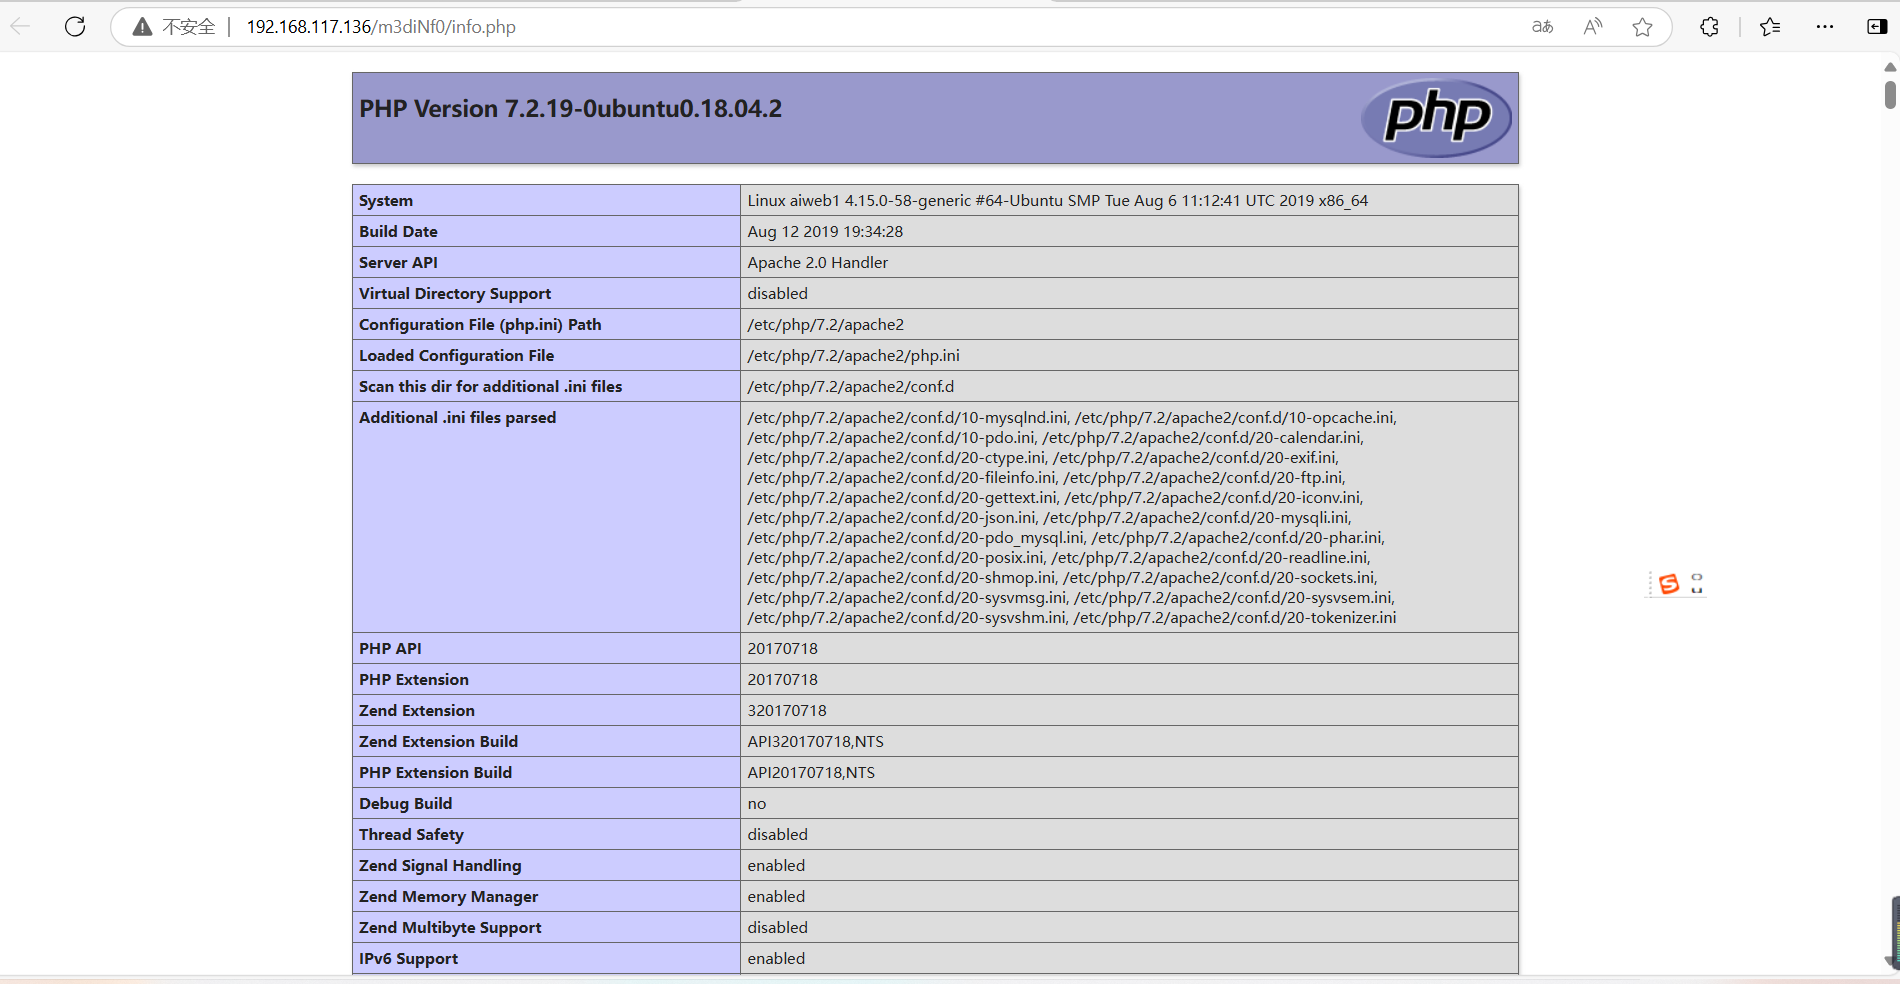 不安全 | 192.168.117.136/m3diNf0/info.php aあ A
PHP Version 7.2.19-0ubuntu0.18.04.2
php
System Linux aiweb1 4.15.0-58-generic #64-Ubuntu SMP Tue Aug 6 11:12:41 UTC 2019 x86_64
Build Date Aug 12 2019 19:34:28
Server API Apache 2.0 Handler
Virtual Directory Support disabled
Configuration File (php.ini) Path /etc/php/7.2/apache2
Loaded Configuration File /etc/php/7.2/apache2/php.ini
Scan this dir for additional .ini files /etc/php/7.2/apache2/conf.d
Additional .ini files parsed /etc/php/7.2/apache2/conf.d/10-mysqlnd.ini, /etc/php/7.2/apache2/conf.d/10-opcache.ini,
/etc/php/7.2/apache2/conf.d/10-pdo.ini, /etc/php/7.2/apache2/conf.d/20-calendar.ini,
/etc/php/7.2/apache2/conf.d/20-ctype.ini, /etc/php/7.2/apache2/conf.d/20-exif.ini,
/etc/php/7.2/apache2/conf.d/20-fileinfo.ini, /etc/php/7.2/apache2/conf.d/20-ftp.ini,
/etc/php/7.2/apache2/conf.d/20-gettext.ini, /etc/php/7.2/apache2/conf.d/20-iconv.ini,
/etc/php/7.2/apache2/conf.d/20-json.ini, /etc/php/7.2/apache2/conf.d/20-mysqli.ini,
/etc/php/7.2/apache2/conf.d/20-pdo_mysql.ini, /etc/php/7.2/apache2/conf.d/20-phar.ini,
/etc/php/7.2/apache2/conf.d/20-posix.ini, /etc/php/7.2/apache2/conf.d/20-readline.ini,
/etc/php/7.2/apache2/conf.d/20-shmop.ini, /etc/php/7.2/apache2/conf.d/20-sockets.ini,
/etc/php/7.2/apache2/conf.d/20-sysvmsg.ini, /etc/php/7.2/apache2/conf.d/20-sysvsem.ini,
/etc/php/7.2/apache2/conf.d/20-sysvshm.ini, /etc/php/7.2/apache2/conf.d/20-tokenizer.ini
PHP API 20170718
PHP Extension 20170718
Zend Extension 320170718
Zend Extension Build API320170718,NTS
PHP Extension Build API20170718,NTS
Debug Build no
Thread Safety disabled
Zend Signal Handling enabled
Zend Memory Manager enabled
Zend Multibyte Support disabled
IPv6 Support enabled